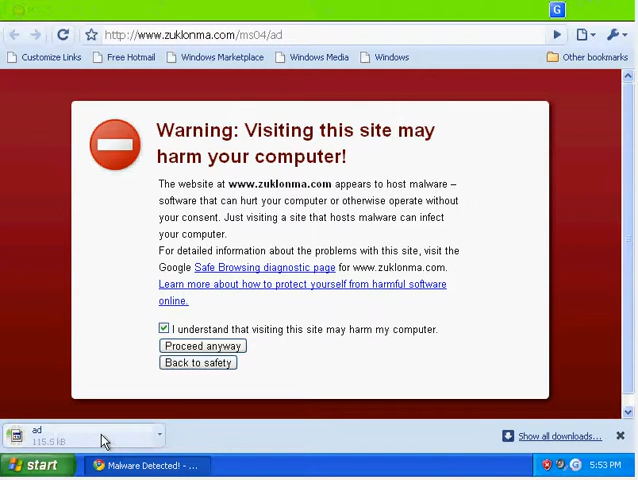 G
http://www.zuklonma.com/ms04/ad
Customize Links Free Hotmail Windows Marketplace Windows Media Windows Other bookmarks
Warning: Visiting this site may
harm your computer!
The website at www.zuklonma.com appears to host malware –
software that can hurt your computer or otherwise operate without
your consent. Just visiting a site that hosts malware can infect
your computer.
For detailed information about the problems with this site, visit the
Google Safe Browsing diagnostic page for www.zuklonma.com.
Learn more about how to protect yourself from harmful software
online.
I understand that visiting this site may harm my computer.
Proceed anyway
Back to safety
ad
115.5 kB
Show all downloads...
start Malware Detected! - ... G 5:53 PM